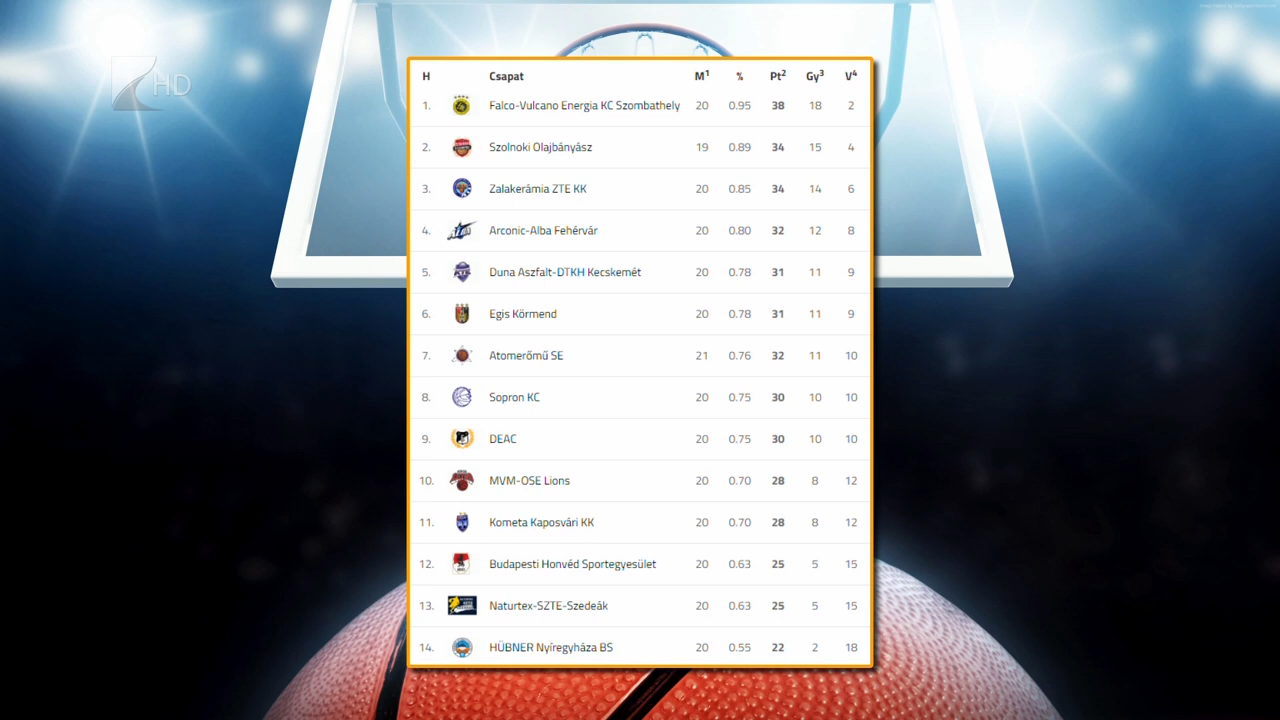 HD
H Csapat M¹ % Pt² Gy³ V⁴
1. Falco-Vulcano Energia KC Szombathely 20 0.95 38 18 2
2. Szolnoki Olajbányász 19 0.89 34 15 4
3. Zalakerámia ZTE KK 20 0.85 34 14 6
4. Arconic-Alba Fehérvár 20 0.80 32 12 8
5. Duna Aszfalt-DTKH Kecskemét 20 0.78 31 11 9
6. Egis Körmend 20 0.78 31 11 9
7. Atomerőmű SE 21 0.76 32 11 10
8. Sopron KC 20 0.75 30 10 10
9. DEAC 20 0.75 30 10 10
10. MVM-OSE Lions 20 0.70 28 8 12
11. Kometa Kaposvári KK 20 0.70 28 8 12
12. Budapesti Honvéd Sportegyesület 20 0.63 25 5 15
13. Naturtex-SZTE-Szedeák 20 0.63 25 5 15
14. HÜBNER Nyíregyháza BS 20 0.55 22 2 18